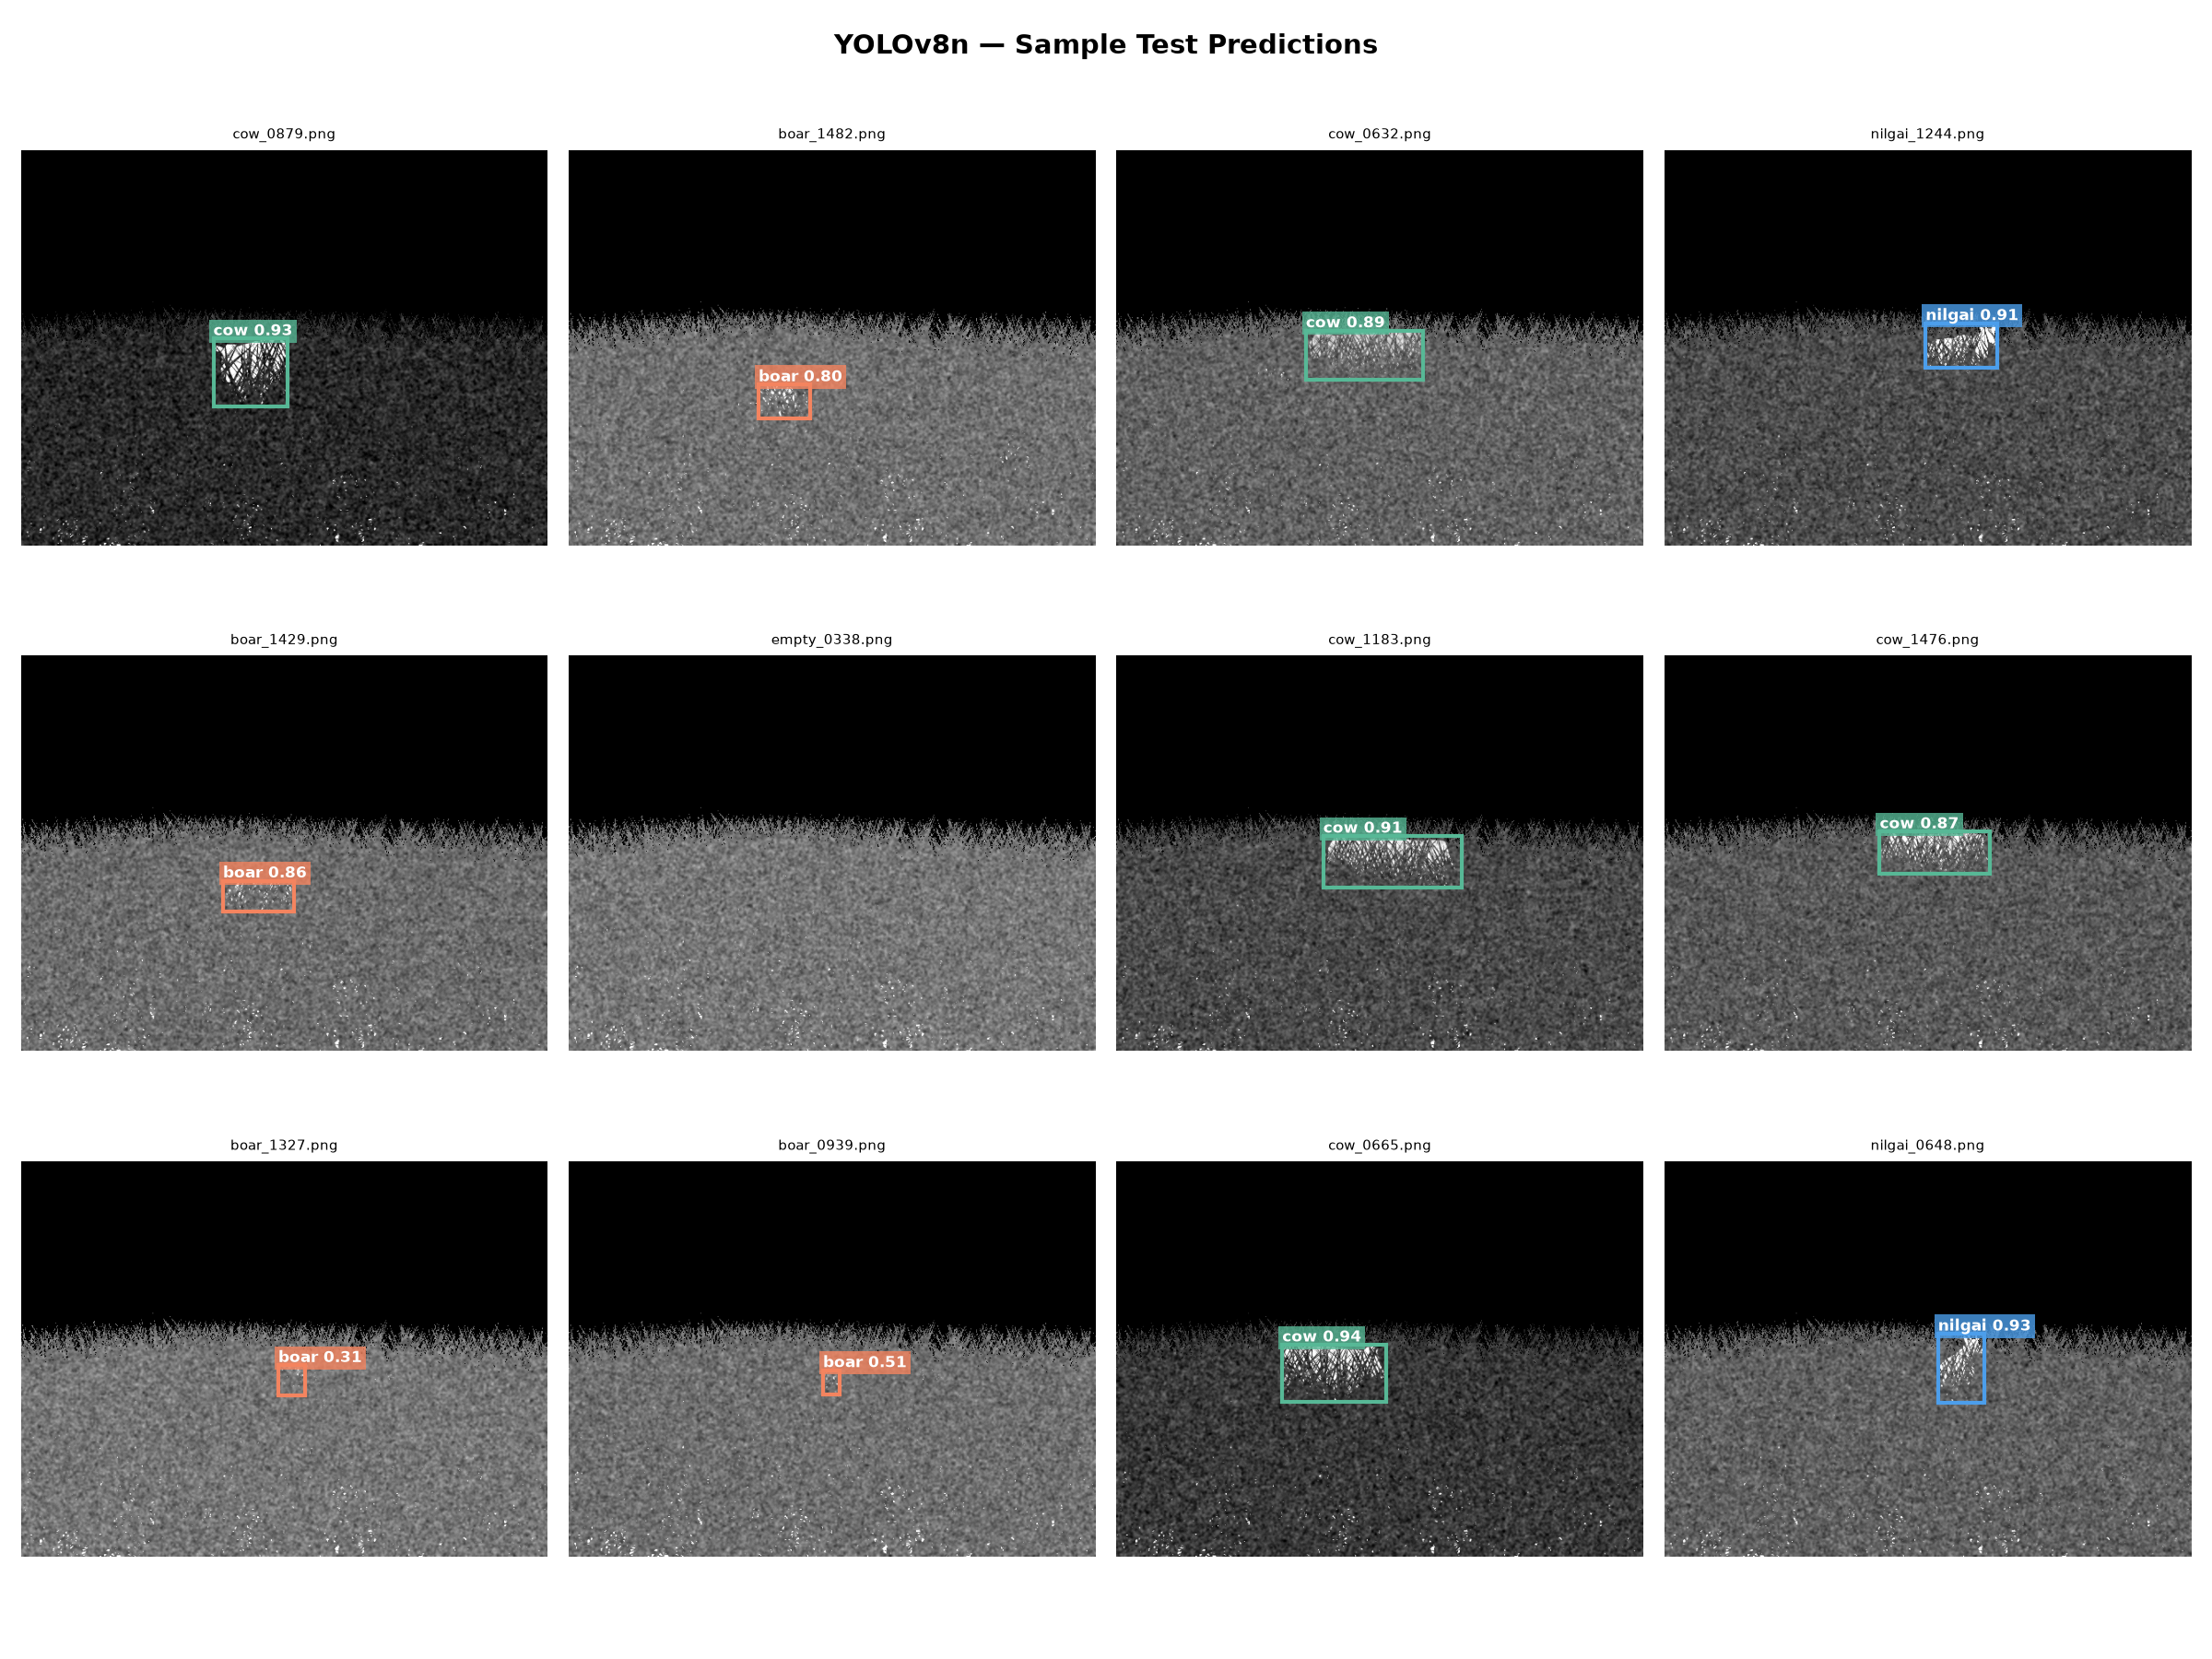 YOLOv8n — Sample Test Predictions
cow_0879.png
boar_1482.png
cow_0632.png
nilgai_1244.png
cow 0.93
boar 0.80
cow 0.89
nilgai 0.91
boar_1429.png
empty_0338.png
cow_1183.png
cow_1476.png
boar 0.86
cow 0.91
cow 0.87
boar_1327.png
boar_0939.png
cow_0665.png
nilgai_0648.png
boar 0.31
boar 0.51
cow 0.94
nilgai 0.93